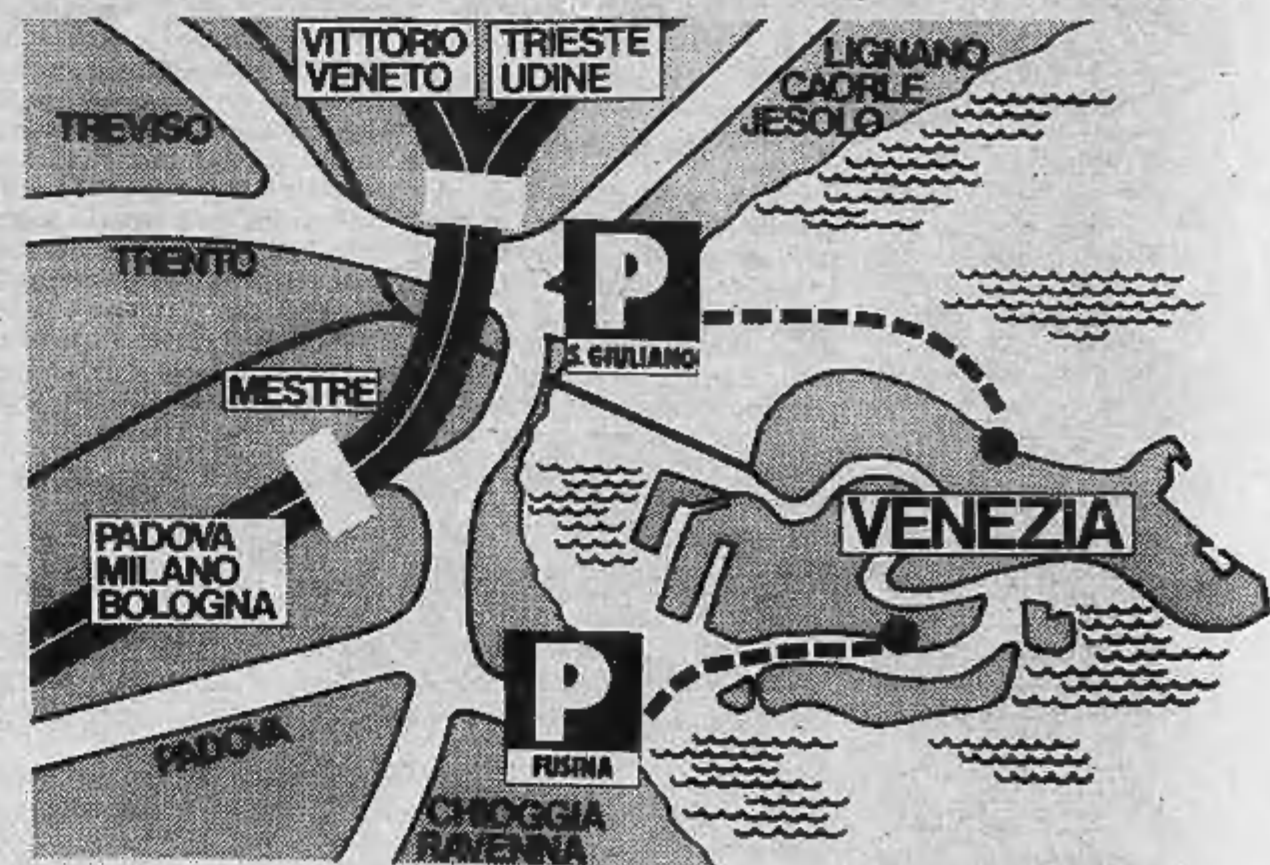 VITTORIO
VENETO
TRIESTE
UDINE
LIGNANO
CAORLE
JESOLO
TREVISO
TRENTO
P
S. GIULIANO
MESTRE
VENEZIA
PADOVA
MILANO
BOLOGNA
P
FUSINA
PADOVA
CHIOGGIA
RAVENNA